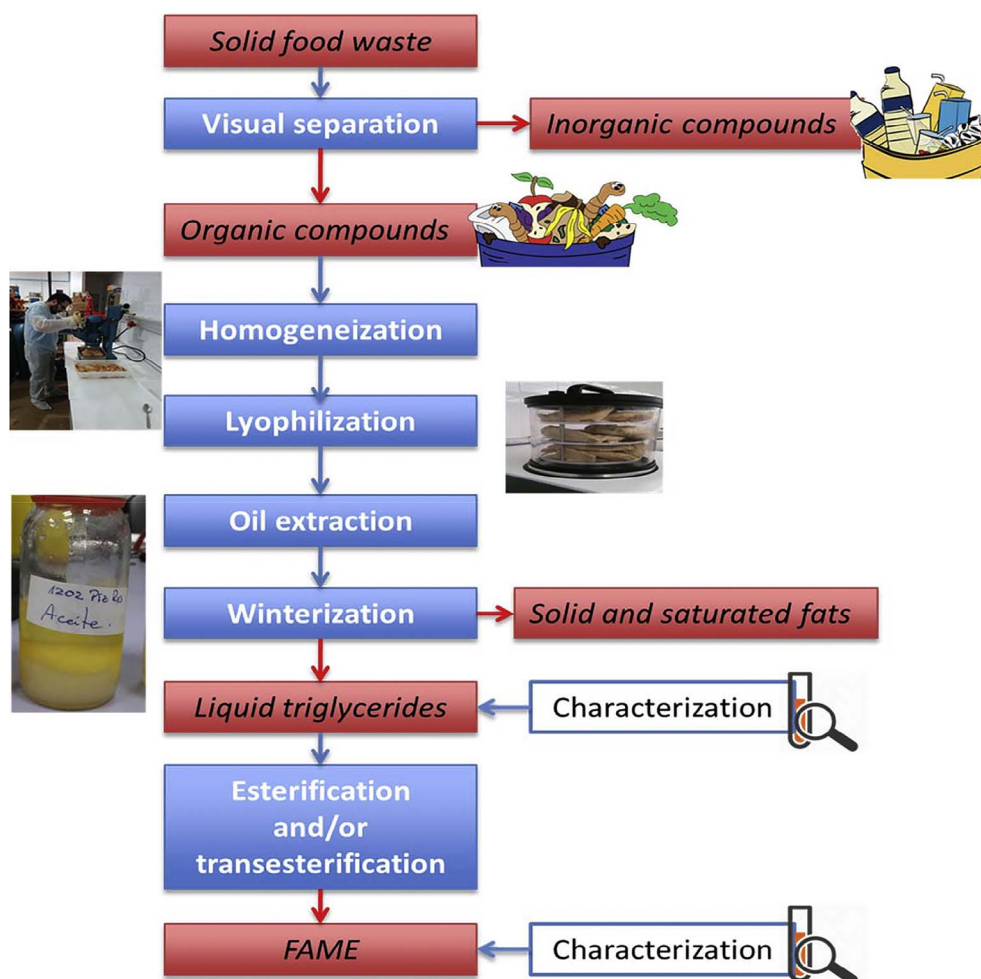 Solid food waste
Visual separation
Inorganic compounds
Organic compounds
Homogeneization
Lyophilization
Oil extraction
1202
Aceite.
Winterization
Solid and saturated fats
Liquid triglycerides
Characterization
Esterification
and/or
transesterification
FAME
Characterization